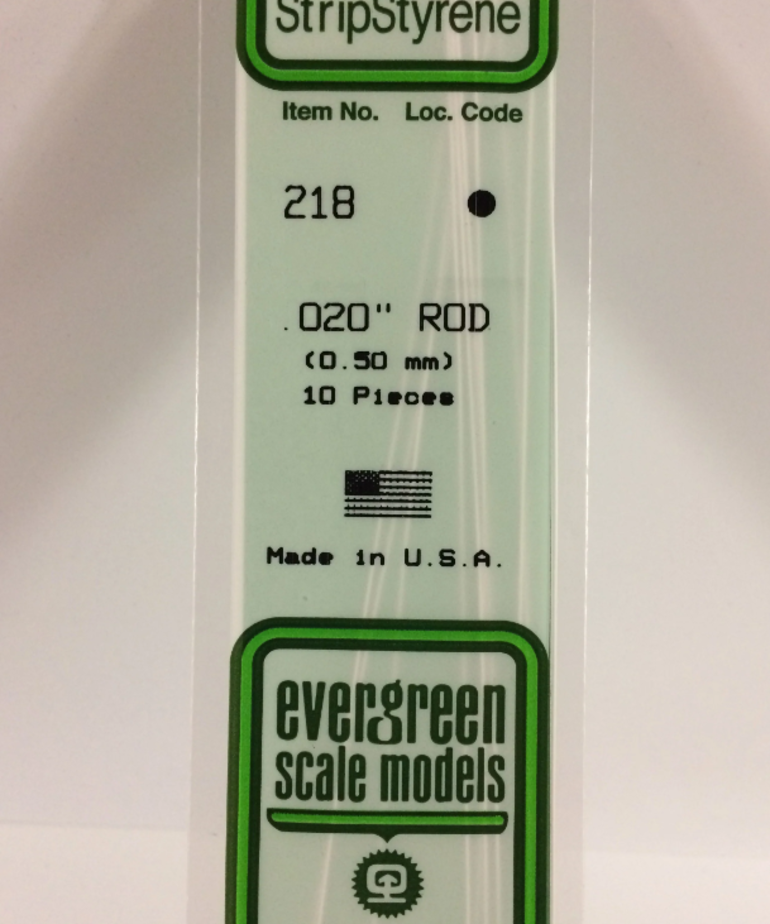 StripStyrene
Item No. Loc. Code
218
.020" ROD
(0.50 mm)
10 Pieces
Made in U.S.A.
evergreen
scale models